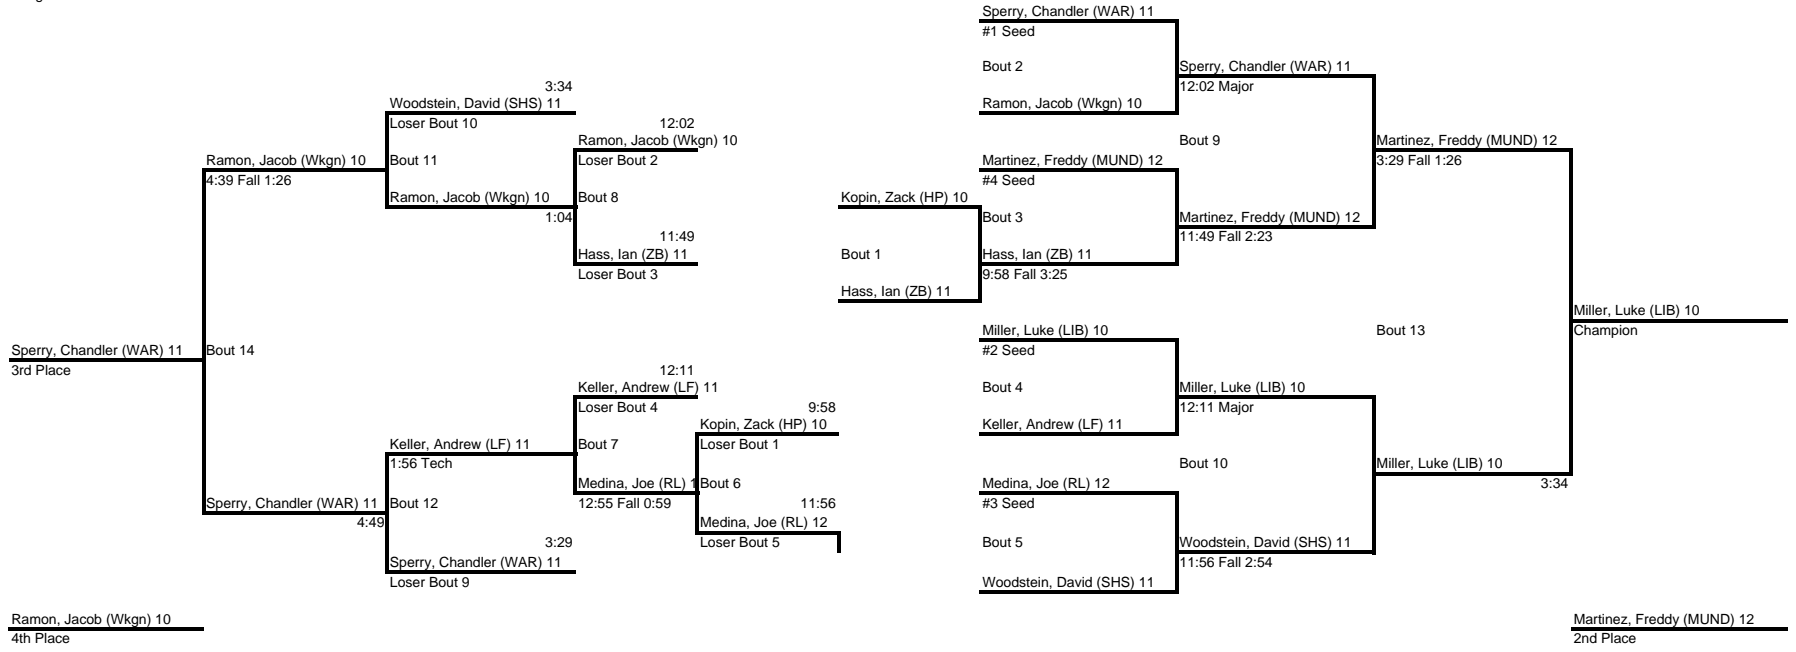 Sperry, Chandler (WAR) 11
#1 Seed
Bout 2
Sperry, Chandler (WAR) 11
3:34
12:02 Major
Woodstein, David (SHS) 11
Ramon, Jacob (Wkgn) 10
Loser Bout 10
12:02
Ramon, Jacob (Wkgn) 10
Bout 9
Martinez, Freddy (MUND) 12
Ramon, Jacob (Wkgn) 10
Bout 11
Loser Bout 2
Martinez, Freddy (MUND) 12
3:29 Fall 1:26
4:39 Fall 1:26
#4 Seed
Ramon, Jacob (Wkgn) 10
Bout 8
Kopin, Zack (HP) 10
1:04
Bout 3
Martinez, Freddy (MUND) 12
11:49
11:49 Fall 2:23
Hass, Ian (ZB) 11
Bout 1
Hass, Ian (ZB) 11
Loser Bout 3
9:58 Fall 3:25
Hass, Ian (ZB) 11
Miller, Luke (LIB) 10
Miller, Luke (LIB) 10
Bout 13
Champion
Sperry, Chandler (WAR) 11
Bout 14
#2 Seed
3rd Place
12:11
Keller, Andrew (LF) 11
Bout 4
Miller, Luke (LIB) 10
Loser Bout 4
9:58
12:11 Major
Kopin, Zack (HP) 10
Keller, Andrew (LF) 11
Keller, Andrew (LF) 11
Bout 7
Loser Bout 1
1:56 Tech
Bout 10
Miller, Luke (LIB) 10
Medina, Joe (RL) 1
Bout 6
Medina, Joe (RL) 12
3:34
Sperry, Chandler (WAR) 11
Bout 12
12:55 Fall 0:59
11:56
#3 Seed
4:49
Medina, Joe (RL) 12
3:29
Loser Bout 5
Bout 5
Woodstein, David (SHS) 11
Sperry, Chandler (WAR) 11
11:56 Fall 2:54
Loser Bout 9
Woodstein, David (SHS) 11
Ramon, Jacob (Wkgn) 10
Martinez, Freddy (MUND) 12
4th Place
2nd Place